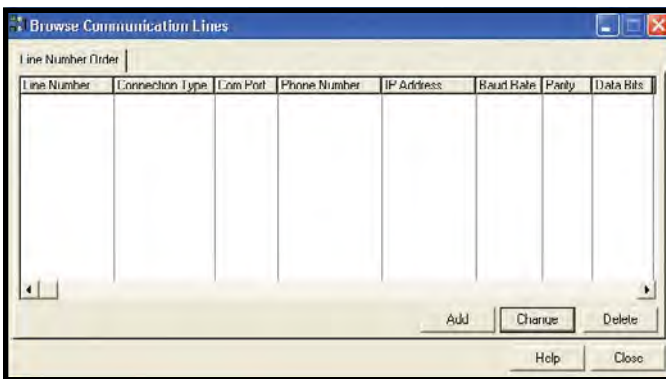 Browse Communication Lines
Line Number Order
Line Number Connection Type Com Port Phone Number IP Address Baud Rate Parity Data Bits
Add Change Delete
Help Close